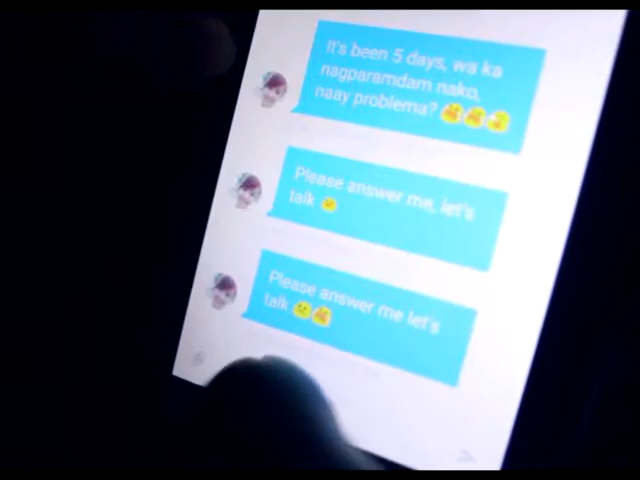 It's been 5 days, wa ka
nagparamdam nako,
naay problema?
Please answer me, let's
talk
Please answer me let's
talk